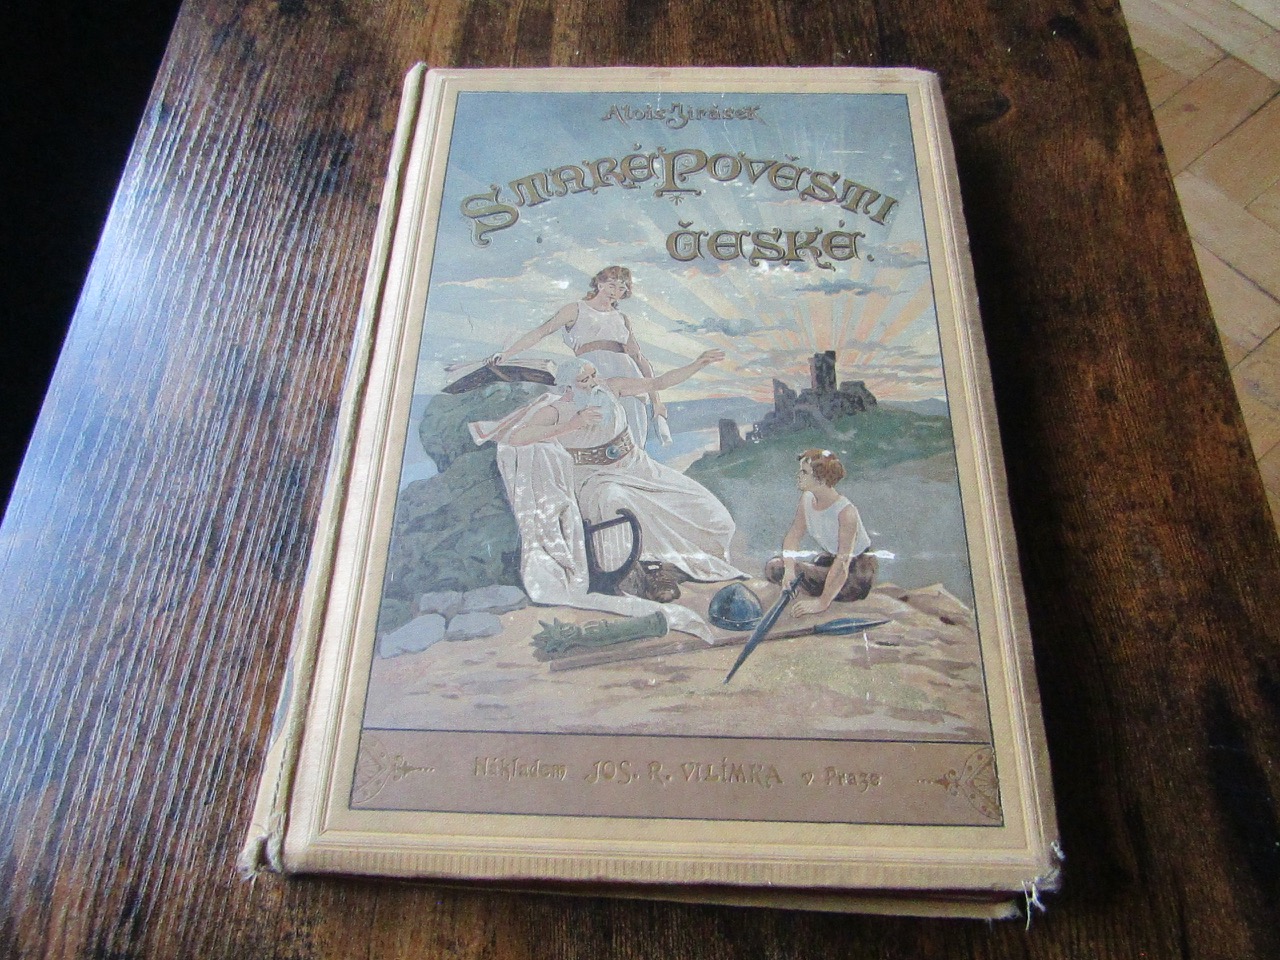 Alois Jirásek
STARÉ POVĚSTI
ČESKÉ.
Nákladem JOS. R. VILÍMKA v Praze